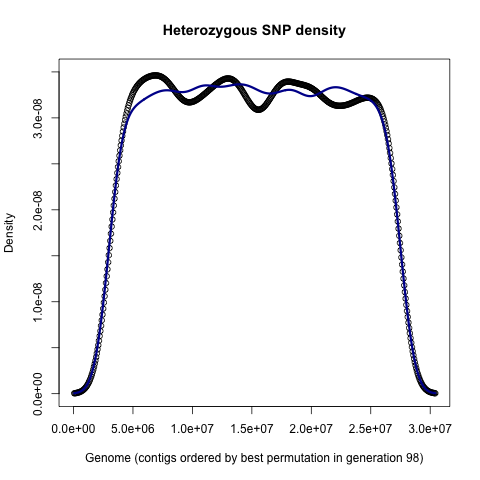 Heterozygous SNP density
Density
3.0e-08
2.0e-08
1.0e-08
0.0e+00
0.0e+00 5.0e+06 1.0e+07 1.5e+07 2.0e+07 2.5e+07 3.0e+07
Genome (contigs ordered by best permutation in generation 98)